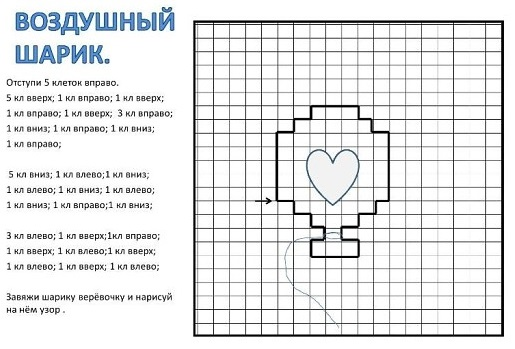 ВОЗДУШНЫЙ
ШАРИК.
Отступи 5 клеток вправо.
5 кл вверх; 1 кл вправо; 1 кл вверх;
1 кл вправо; 1 кл вверх;  3 кл вправо;
1 кл вниз; 1 кл вправо; 1 кл вниз;
1 кл вправо;
5 кл вниз; 1 кл влево;1 кл вниз;
1 кл влево; 1 кл вниз; 1 кл влево;
1 кл вниз; 1 кл вправо;1 кл вниз;
3 кл влево; 1 кл вверх;1кл вправо;
1 кл вверх; 1 кл влево;1 кл вверх;
1 кл влево; 1 кл вверх; 1 кл влево;
Завяжи шарику верёвочку и нарисуй
на нём узор .